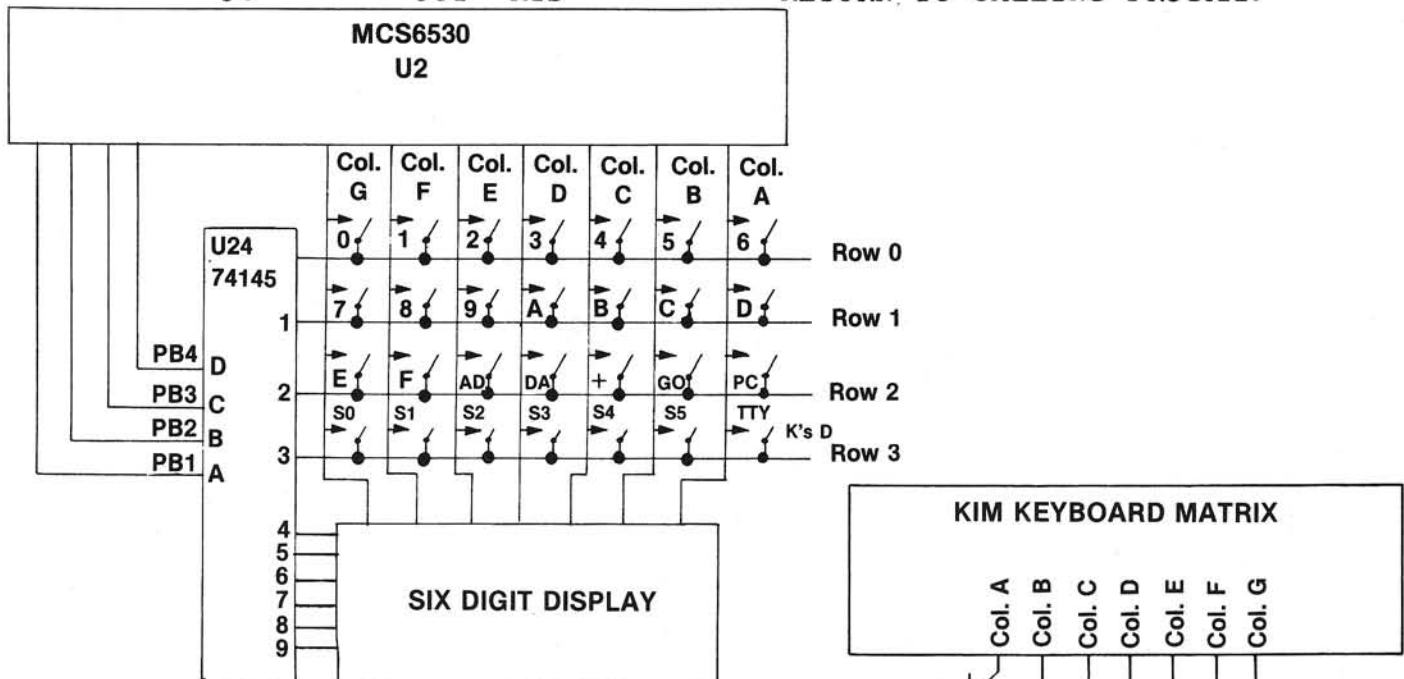 MCS6530
U2
Col. Col. Col. Col. Col. Col. Col.
G F E D C B A
0 1 2 3 4 5 6 Row 0
U24
74145
1 7 8 9 A B C D Row 1
PB4 D
2 E F AD DA + GO PC Row 2
PB3 C
S0 S1 S2 S3 S4 S5 TTY
PB2 B
K's D
3 Row 3
PB1 A
KIM KEYBOARD MATRIX
4
5
6
7
8
9
SIX DIGIT DISPLAY
Col. A Col. B Col. C Col. D Col. E Col. F Col. G